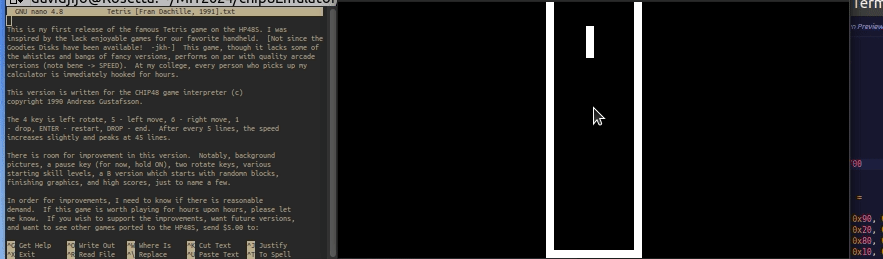 GNU nano 4.8 Tetris [Fran Dachille, 1991].txt
This is my first release of the famous Tetris game on the HP48S. I was
inspired by the lack enjoyable games for our favorite handheld. [Not since the
Goodies Disks have been available! -jkh-] This game, though it lacks some of
the whistles and bangs of fancy versions, performs on par with quality arcade
versions (nota bene -> SPEED). At my college, every person who picks up my
calculator is immediately hooked for hours.
This version is written for the CHIP48 game interpreter (c)
copyright 1990 Andreas Gustafsson.
The 4 key is left rotate, 5 - left move, 6 - right move, 1
- drop, ENTER - restart, DROP - end. After every 5 lines, the speed
increases slightly and peaks at 45 lines.
There is room for improvement in this version. Notably, background
pictures, a pause key (for now, hold ON), two rotate keys, various
starting skill levels, a B version which starts with randomn blocks,
finishing graphics, and high scores, just to name a few.
In order for improvements, I need to know if there is reasonable
demand. If this game is worth playing for hours upon hours, please let
me know. If you wish to support the improvements, want future versions,
and want to see other games ported to the HP48S, send $5.00 to:
^G Get Help ^O Write Out ^W Where Is ^K Cut Text ^J Justify
^X Exit ^R Read File ^\ Replace ^U Paste Text ^T To Spell
Term
n Preview
00
=
0x90,
0x20,
0x80,
0x10,